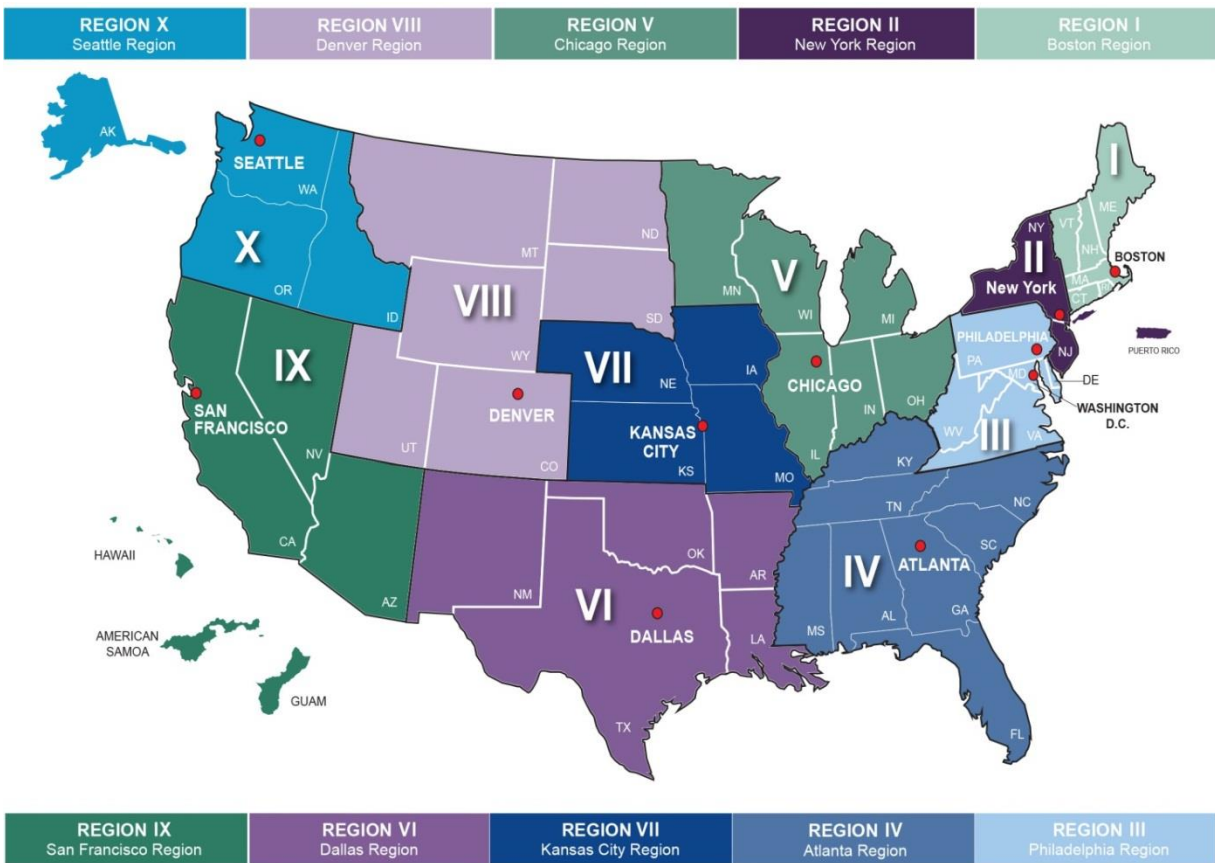 REGION X
Seattle Region
REGION VIII
Denver Region
REGION V
Chicago Region
REGION II
New York Region
REGION I
Boston Region
AK
SEATTLE
WA
X
OR
ID
MT
ND
VIII
SD
WY
MN
V
WI
MI
I
ME
VT
NH
NY
II
New York
BOSTON
MA
CT
RI
PUERTO RICO
PHILADELPHIA
PA
NJ
MD
DE
WASHINGTON
D.C.
WV
III
VA
IX
SAN
FRANCISCO
NV
CA
AZ
UT
DENVER
CO
VII
NE
IA
KANSAS
CITY
KS
MO
CHICAGO
IL
IN
OH
KY
TN
NC
SC
IV
ATLANTA
MS
AL
GA
FL
OK
AR
NM
VI
DALLAS
LA
TX
HAWAII
AMERICAN
SAMOA
GUAM
REGION IX
San Francisco Region
REGION VI
Dallas Region
REGION VII
Kansas City Region
REGION IV
Atlanta Region
REGION III
Philadelphia Region